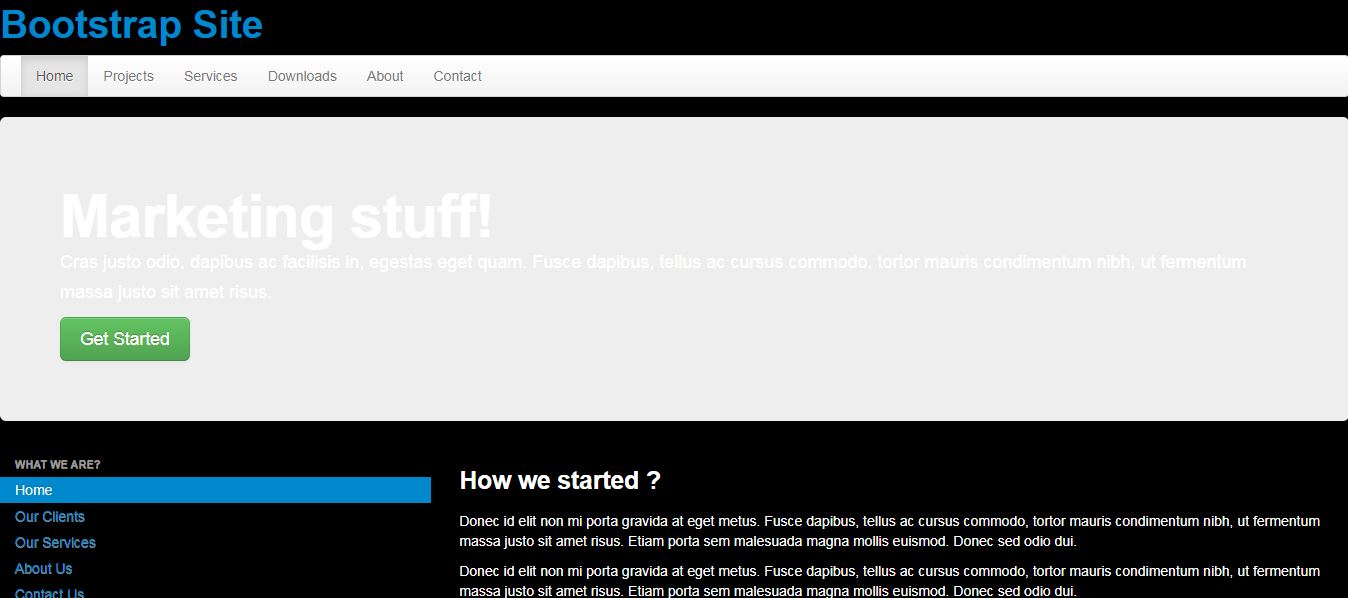 Bootstrap Site
Home Projects Services Downloads About Contact
Marketing stuff!
Cras justo odio, dapibus ac facilisis in, egestas eget quam. Fusce dapibus, tellus ac cursus commodo, tortor mauris condimentum nibh, ut fermentum
massa justo sit amet risus.
Get Started
WHAT WE ARE?
Home
Our Clients
Our Services
About Us
Contact Us
How we started ?
Donec id elit non mi porta gravida at eget metus. Fusce dapibus, tellus ac cursus commodo, tortor mauris condimentum nibh, ut fermentum
massa justo sit amet risus. Etiam porta sem malesuada magna mollis euismod. Donec sed odio dui.
Donec id elit non mi porta gravida at eget metus. Fusce dapibus, tellus ac cursus commodo, tortor mauris condimentum nibh, ut fermentum
massa justo sit amet risus. Etiam porta sem malesuada magna mollis euismod. Donec sed odio dui.